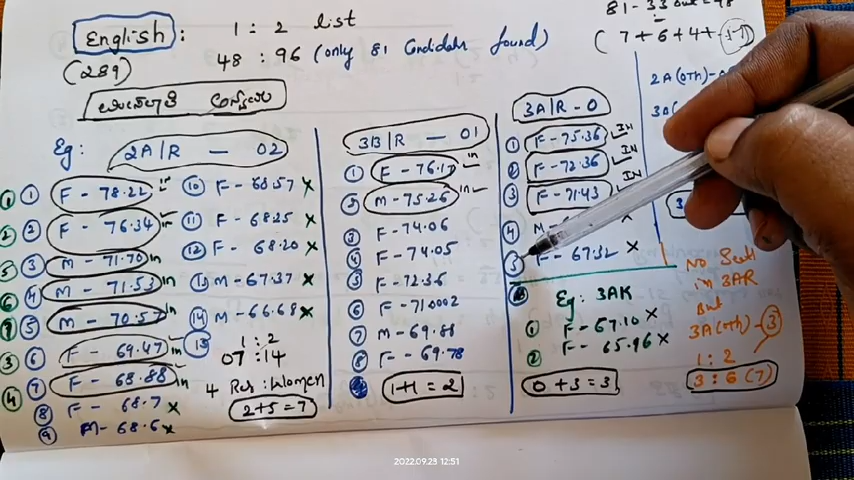 English :
1 : 2 list
(289)
48 : 96 (only 81 Candidates found)
(7+6+4+
Eg:
2A|R — 02
① F - 78.22 in
② F - 76.34
③ M - 71.70 in
④ M - 71.53 in
⑤ M - 70.57 in
⑥ F - 69.47 in
⑦ F - 68.88 in
⑧ F - 68.7 x
⑨ M - 68.6 x
⑩ F - 68.57 x
⑪ F - 68.25 x
⑫ F - 68.20 x
⑬ M - 67.37 x
⑭ M - 66.68 x
1 : 2
07 : 14
4 Res : Women
2+5=7
3B|R — 01
① F - 76.17 in
② M - 75.26 in
③ F - 74.06
④ F - 74.05
⑤ F - 72.36
⑥ F - 71.0002
⑦ M - 69.88
⑧ F - 69.78
1+1=2
3A|R - 0
① F - 75.36 IN
② F - 72.36 IN
③ F - 71.43 IN
④ M -
⑤ F - 67.32 x
Eg: 3AK
① F - 67.10 x
② F - 65.96 x
0+3=3
2A(oth) -
No Seat
in 3AR
But
3A(oth) - ③
1 : 2
3 : 6 (7)
2022.09.23 12:51